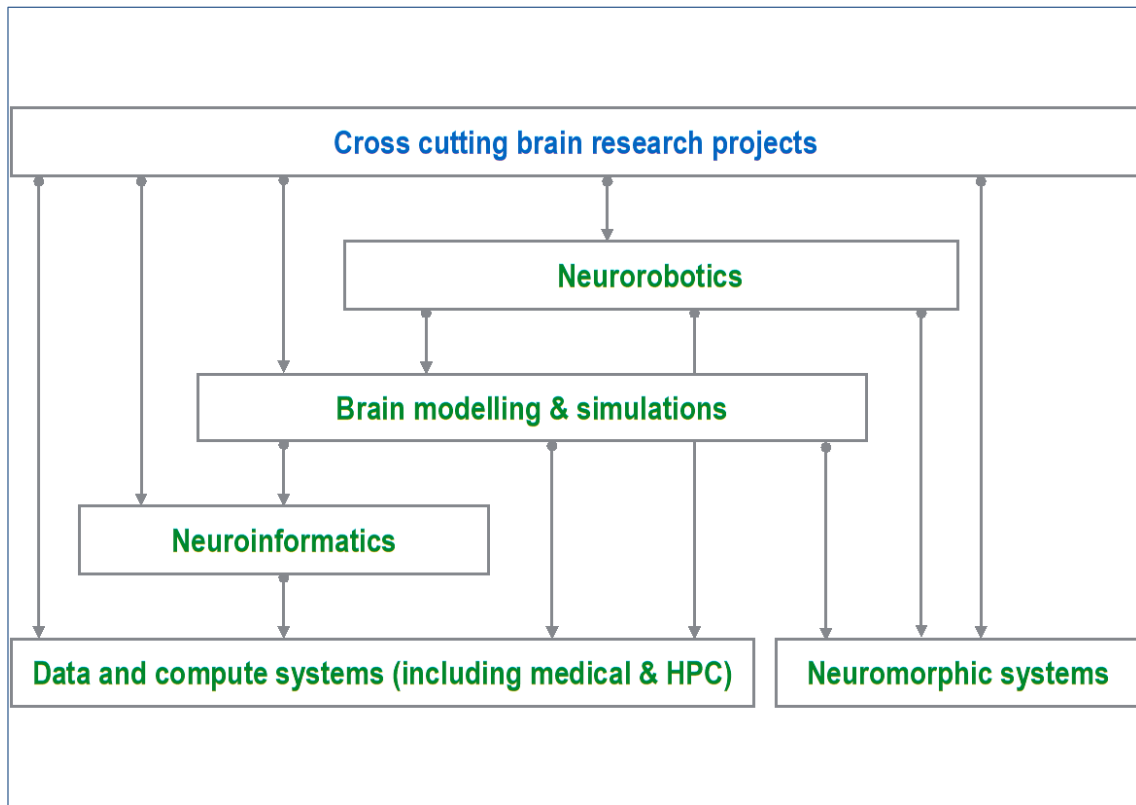 Cross cutting brain research projects
Neurorobotics
Brain modelling & simulations
Neuroinformatics
Data and compute systems (including medical & HPC)
Neuromorphic systems